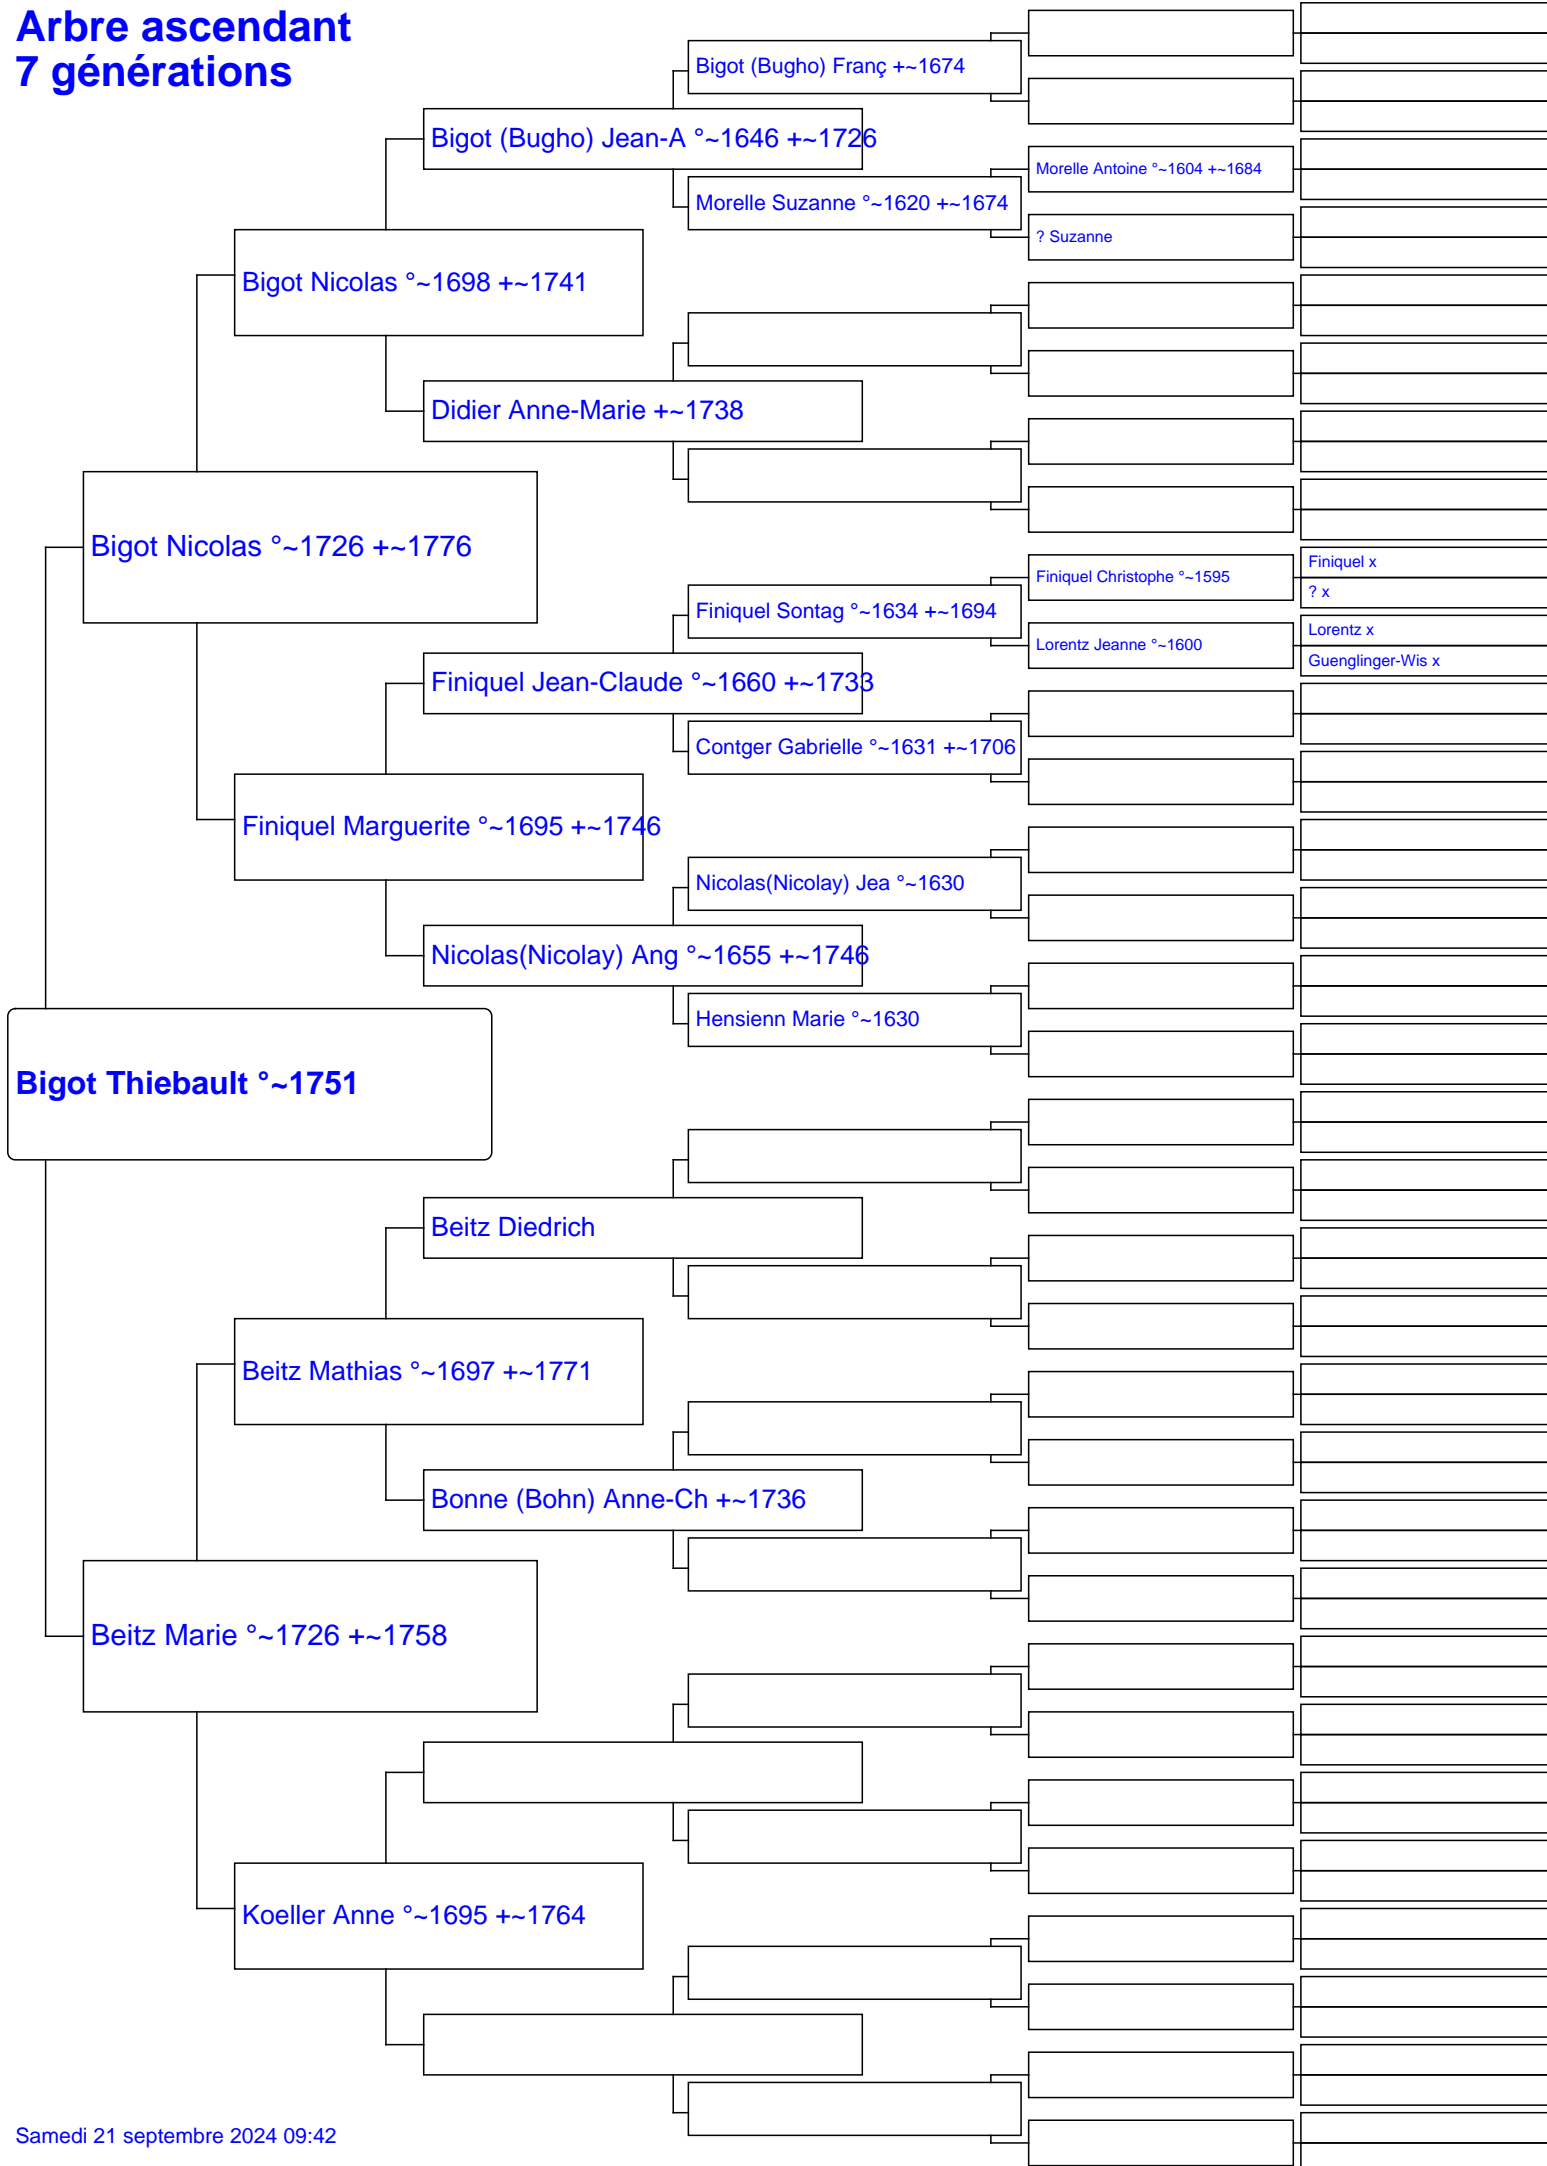 Arbre ascendant
7 générations
Bigot (Bugho) Franç +~1674
Bigot (Bugho) Jean-A °~1646 +~1726
Morelle Antoine °~1604 +~1684
Morelle Suzanne °~1620 +~1674
? Suzanne
Bigot Nicolas °~1698 +~1741
Didier Anne-Marie +~1738
Bigot Nicolas °~1726 +~1776
Finiquel x
Finiquel Christophe °~1595
? x
Finiquel Sontag °~1634 +~1694
Lorentz x
Lorentz Jeanne °~1600
Guenglinger-Wis x
Finiquel Jean-Claude °~1660 +~1733
Contger Gabrielle °~1631 +~1706
Finiquel Marguerite °~1695 +~1746
Nicolas(Nicolay) Jea °~1630
Nicolas(Nicolay) Ang °~1655 +~1746
Hensienn Marie °~1630
Bigot Thiebault °~1751
Beitz Diedrich
Beitz Mathias °~1697 +~1771
Bonne (Bohn) Anne-Ch +~1736
Beitz Marie °~1726 +~1758
Koeller Anne °~1695 +~1764
Samedi 21 septembre 2024 09:42